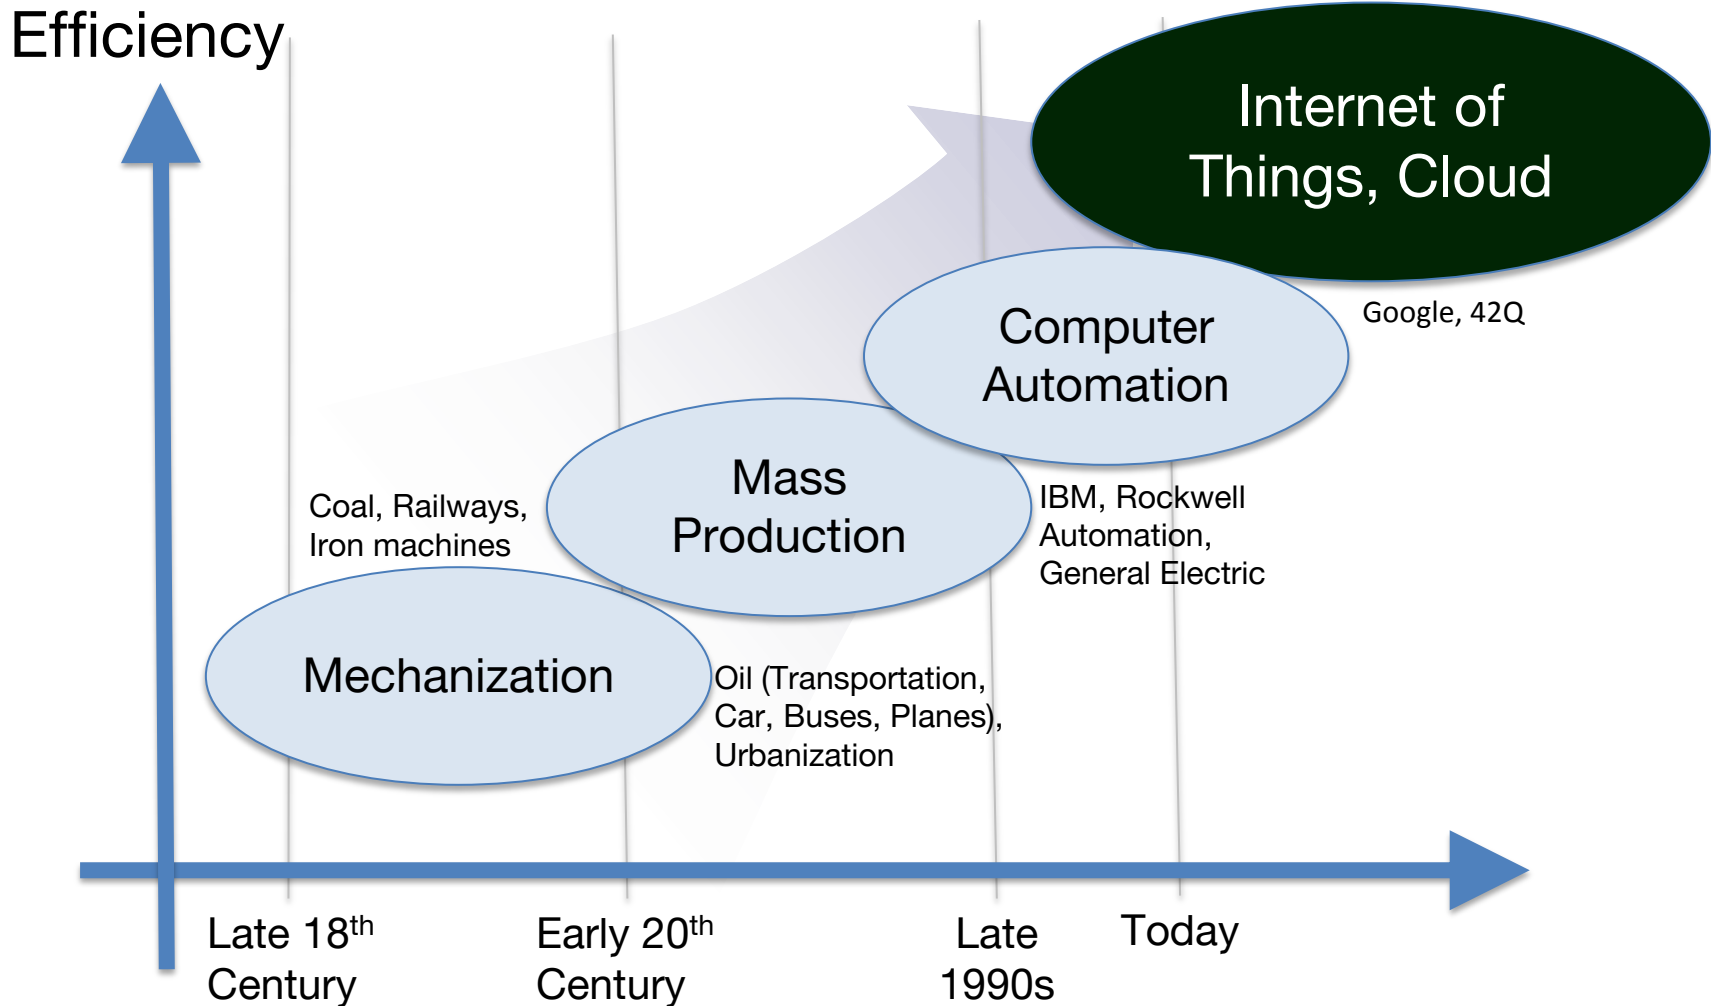 Efficiency
Internet of
Things, Cloud
Google, 42Q
Computer
Automation
IBM, Rockwell
Automation,
General Electric
Mass
Production
Coal, Railways,
Iron machines
Mechanization
Oil (Transportation,
Car, Buses, Planes),
Urbanization
Late 18th
Century
Early 20th
Century
Late
1990s
Today